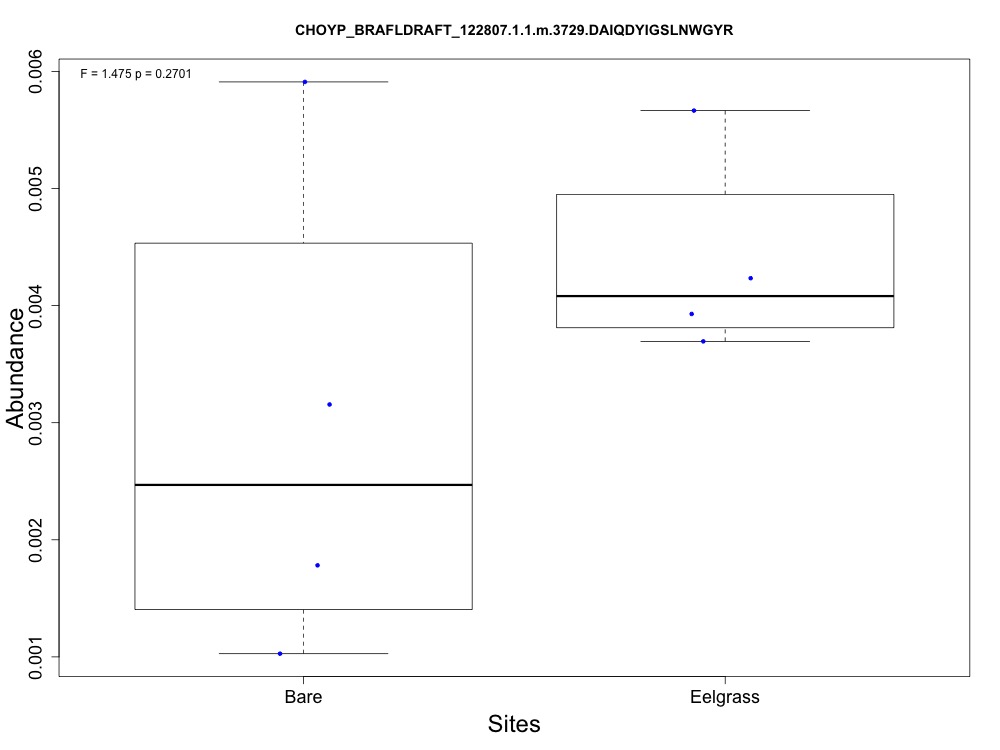 CHOYP_BRAFLDRAFT_122807.1.1.m.3729.DAIQDYIGSLNWGYR
F = 1.475 p = 0.2701
0.006
0.005
0.004
0.003
0.002
0.001
Abundance
Bare
Eelgrass
Sites